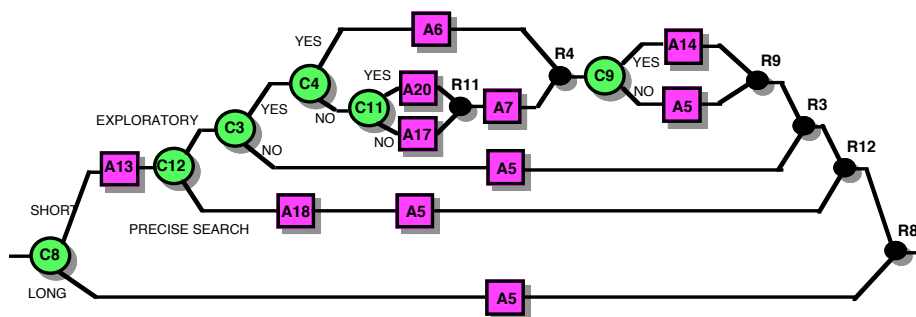 A6
YES
R4
A14
R9
C4
YES
C9
YES
A20
R11
C11
NO
A7
NO
A5
YES
NO
EXPLORATORY
C3
NO
A17
R3
NO
R12
A13
C12
A5
SHORT
A18
A5
PRECISE SEARCH
R8
C8
LONG
A5